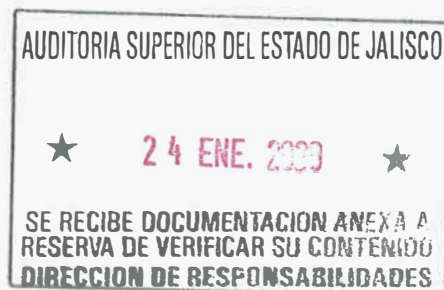 AUDITORIA SUPERIOR DEL ESTADO DE JALISCO
★ 24 ENE. ★
SE RECIBE DOCUMENTACION ANEXA A
RESERVA DE VERIFICAR SU CONTENIDO
DIRECCION DE RESPONSABILIDADES